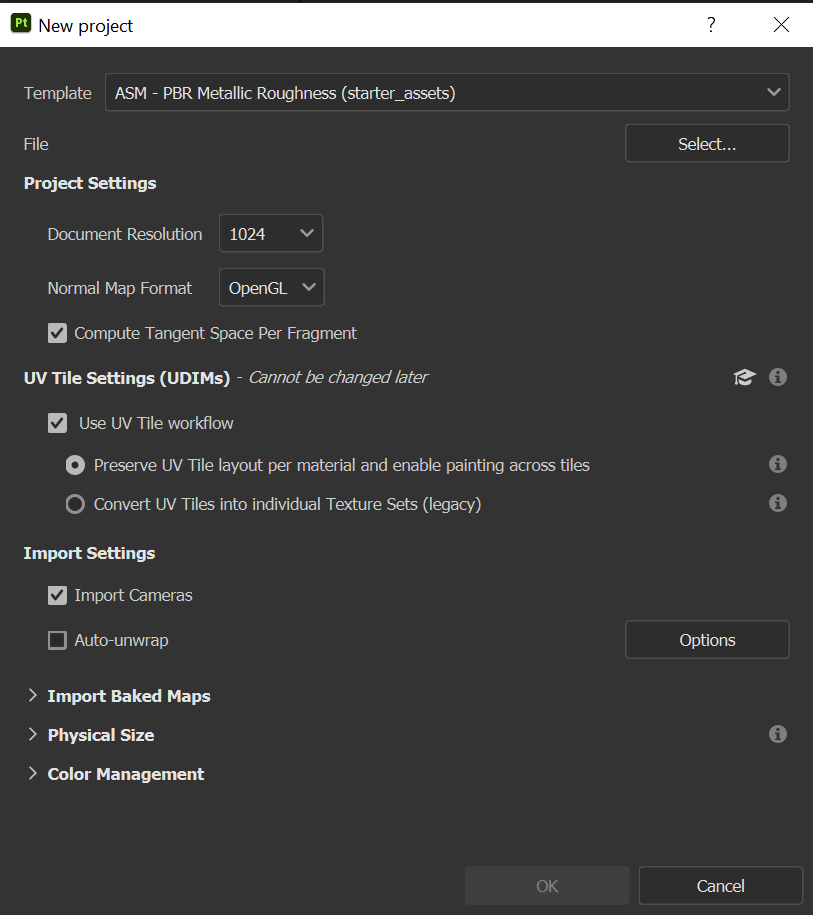 Pt New project ?
Template ASM - PBR Metallic Roughness (starter_assets)
File Select...
Project Settings
Document Resolution 1024
Normal Map Format OpenGL
Compute Tangent Space Per Fragment
UV Tile Settings (UDIMs) - Cannot be changed later
Use UV Tile workflow
Preserve UV Tile layout per material and enable painting across tiles
Convert UV Tiles into individual Texture Sets (legacy)
Import Settings
Import Cameras
Auto-unwrap Options
Import Baked Maps
Physical Size
Color Management
OK Cancel